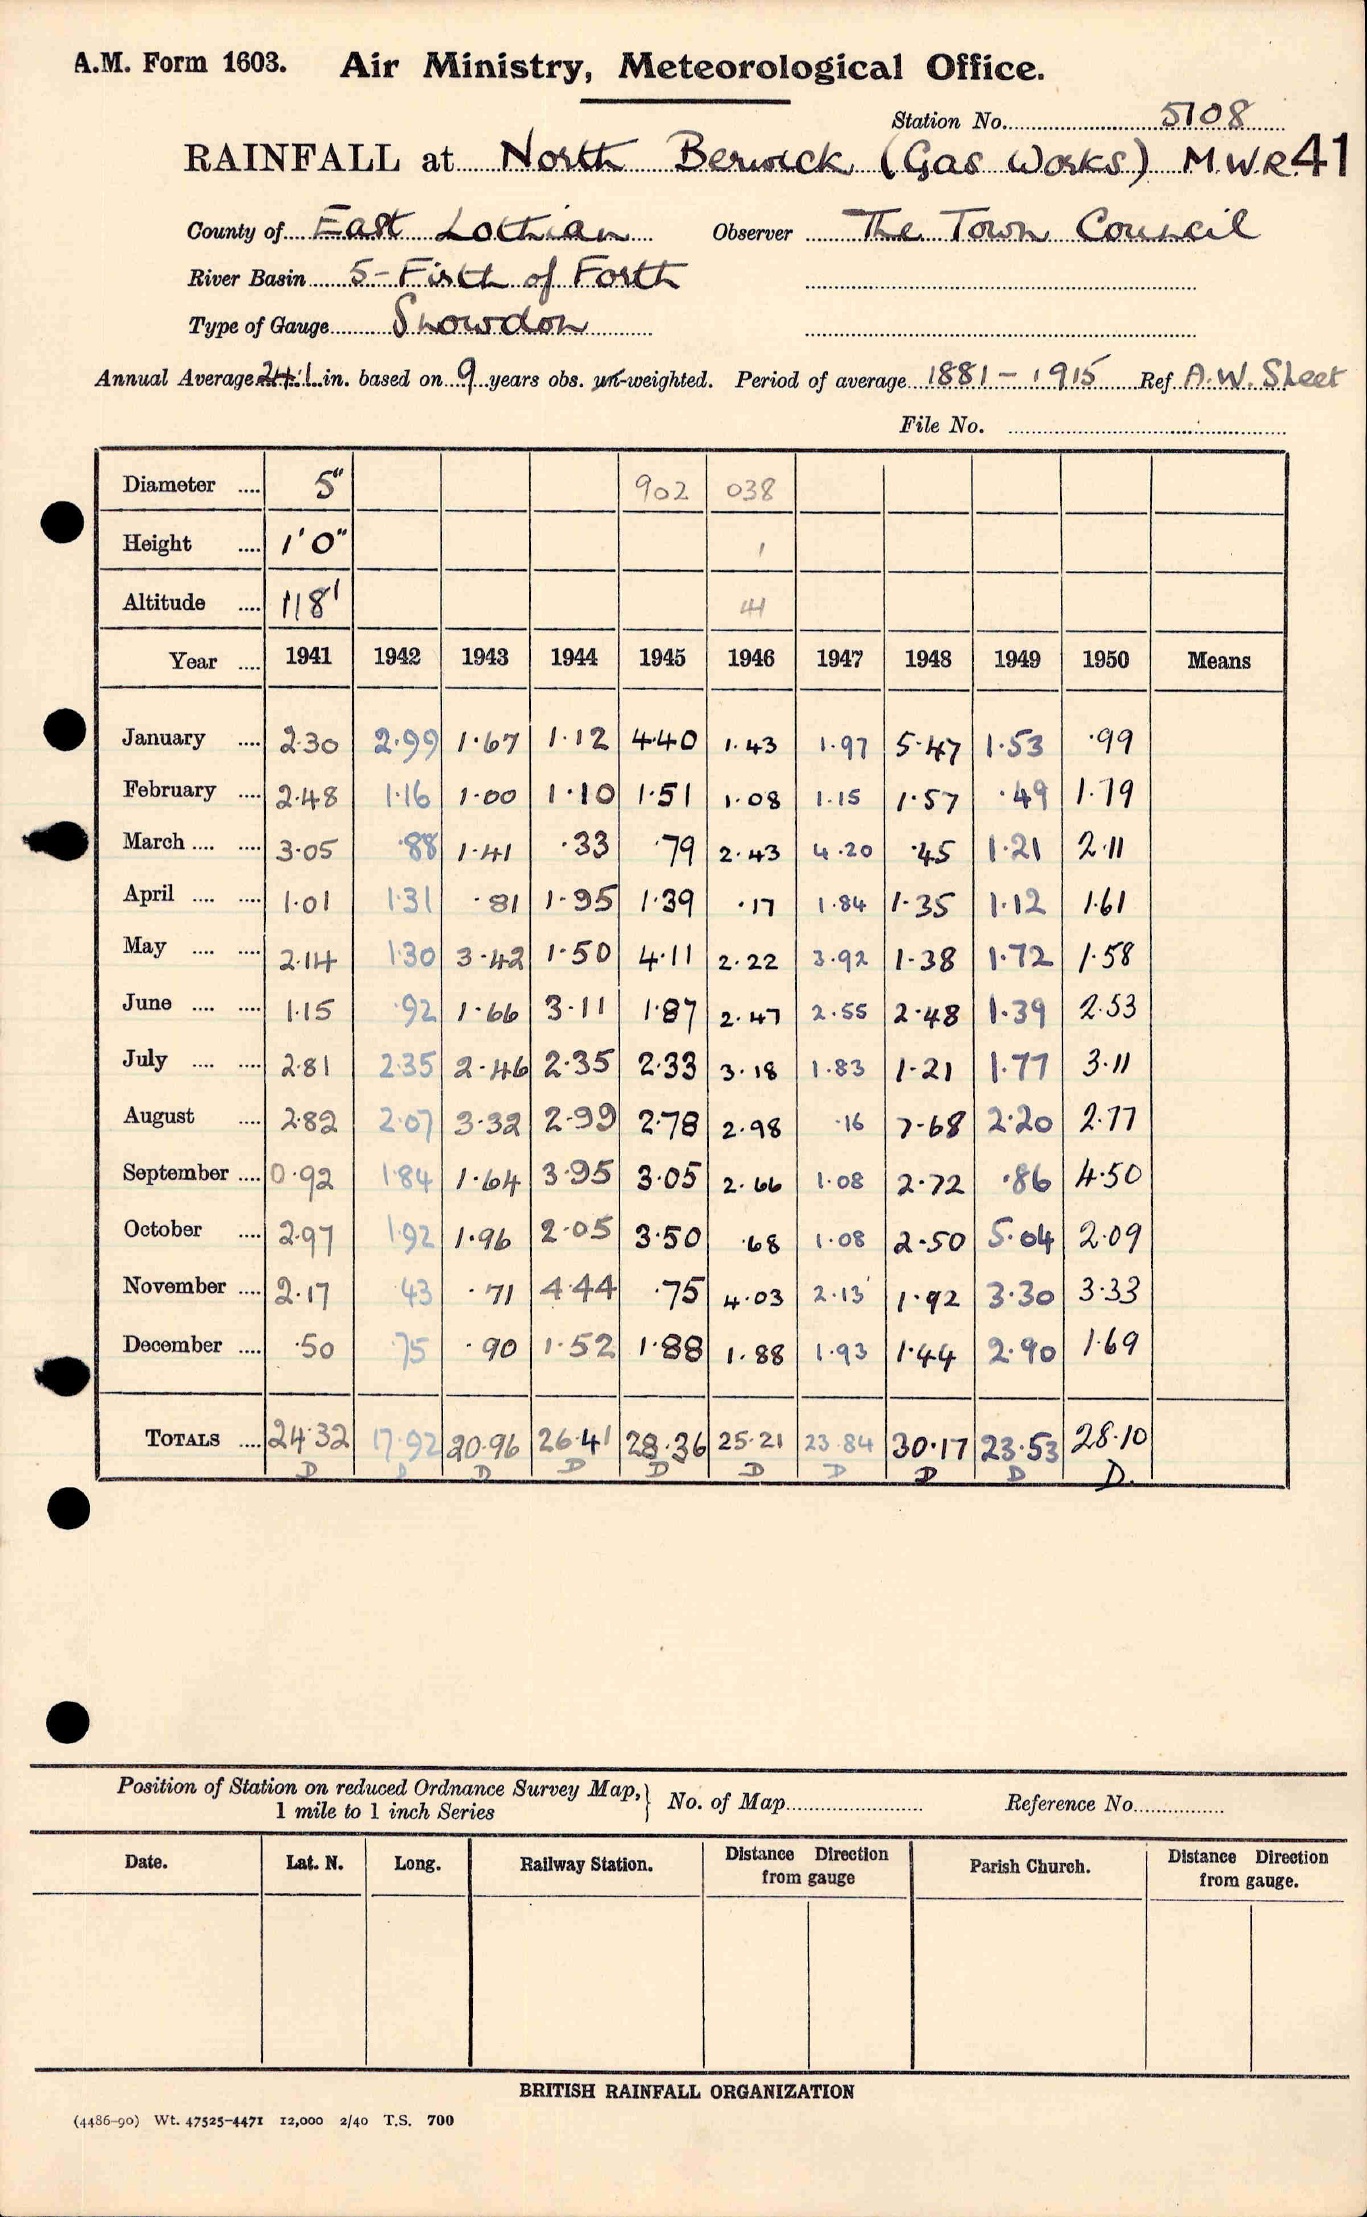 A.M. Form 1603. Air Ministry, Meteorological Office.
Station No. 5108
RAINFALL at North Berwick (Gas Works) M.W.R. 41
County of East Lothian Observer The Town Council
River Basin 5-Firth of Forth
Type of Gauge Snowdon
Annual Average 24.1 in. based on 9 years obs. un-weighted. Period of average 1881-1915 Ref A.W. Sheet
File No.
Diameter .... 5" 902 038
Height .... 1'0" 1
Altitude .... 118' 41
Year .... 1941 1942 1943 1944 1945 1946 1947 1948 1949 1950 Means
January .... 2.30 2.99 1.67 1.12 4.40 1.43 1.97 5.47 1.53 .99
February .... 2.48 1.16 1.00 1.10 1.51 1.08 1.15 1.57 .49 1.79
March .... .... 3.05 .88 1.41 .33 .79 2.43 4.20 .45 1.21 2.11
April .... .... 1.01 1.31 .81 1.95 1.39 .17 1.84 1.35 1.12 1.61
May .... .... 2.14 1.30 3.42 1.50 4.11 2.22 3.92 1.38 1.72 1.58
June .... .... 1.15 .92 1.66 3.11 1.87 2.47 2.55 2.48 1.39 2.53
July .... .... 2.81 2.35 2.46 2.35 2.33 3.18 1.83 1.21 1.77 3.11
August .... 2.82 2.07 3.32 2.99 2.78 2.98 .16 7.68 2.20 2.77
September .... 0.92 1.84 1.64 3.95 3.05 2.66 1.08 2.72 .86 4.50
October .... 2.97 1.92 1.96 2.05 3.50 .68 1.08 2.50 5.04 2.09
November .... 2.17 .43 .71 4.44 .75 4.03 2.13 1.92 3.30 3.33
December .... .50 .75 .90 1.52 1.88 1.88 1.93 1.44 2.90 1.69
TOTALS .... 24.32 17.92 20.96 26.41 28.36 25.21 23.84 30.17 23.53 28.10
D D D D D D D D D D.
Position of Station on reduced Ordnance Survey Map, } No. of Map Reference No.
1 mile to 1 inch Series
Date. Lat. N. Long. Railway Station. Distance Direction from gauge Parish Church. Distance Direction from gauge.
BRITISH RAINFALL ORGANIZATION
(4486-90) Wt. 47525-4471 12,000 2/40 T.S. 700